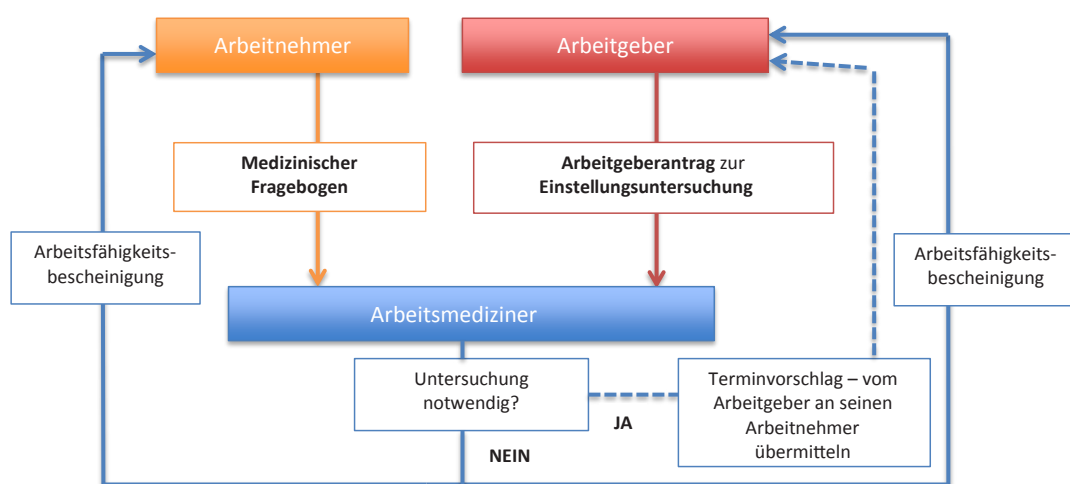 Arbeitnehmer
Arbeitgeber
Medizinischer
Fragebogen
Arbeitgeberantrag zur
Einstellungsuntersuchung
Arbeitsfähigkeits-
bescheinigung
Arbeitsfähigkeits-
bescheinigung
Arbeitsmediziner
Untersuchung
notwendig?
Terminvorschlag – vom
Arbeitgeber an seinen
Arbeitnehmer
übermitteln
JA
NEIN